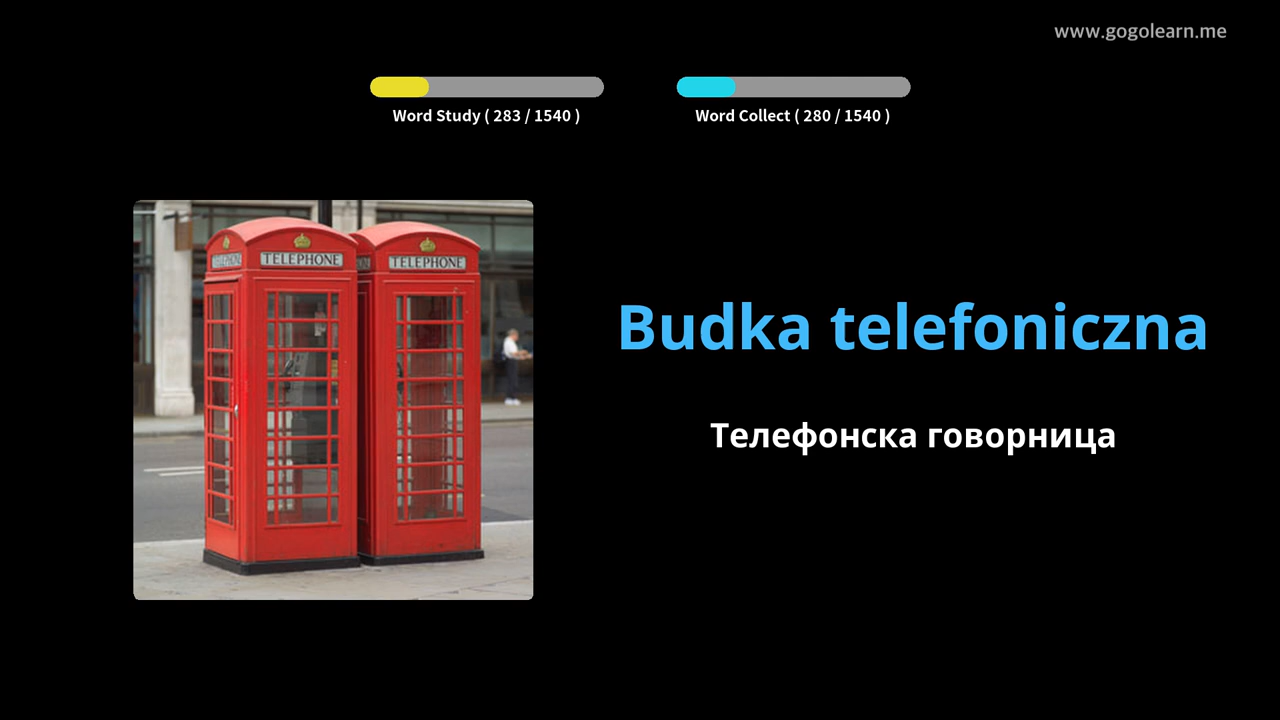 www.gogolearn.me
Word Study ( 283 / 1540 )
Word Collect ( 280 / 1540 )
TELEPHONE
TELEPHONE
Budka telefoniczna
Телефонска говорница